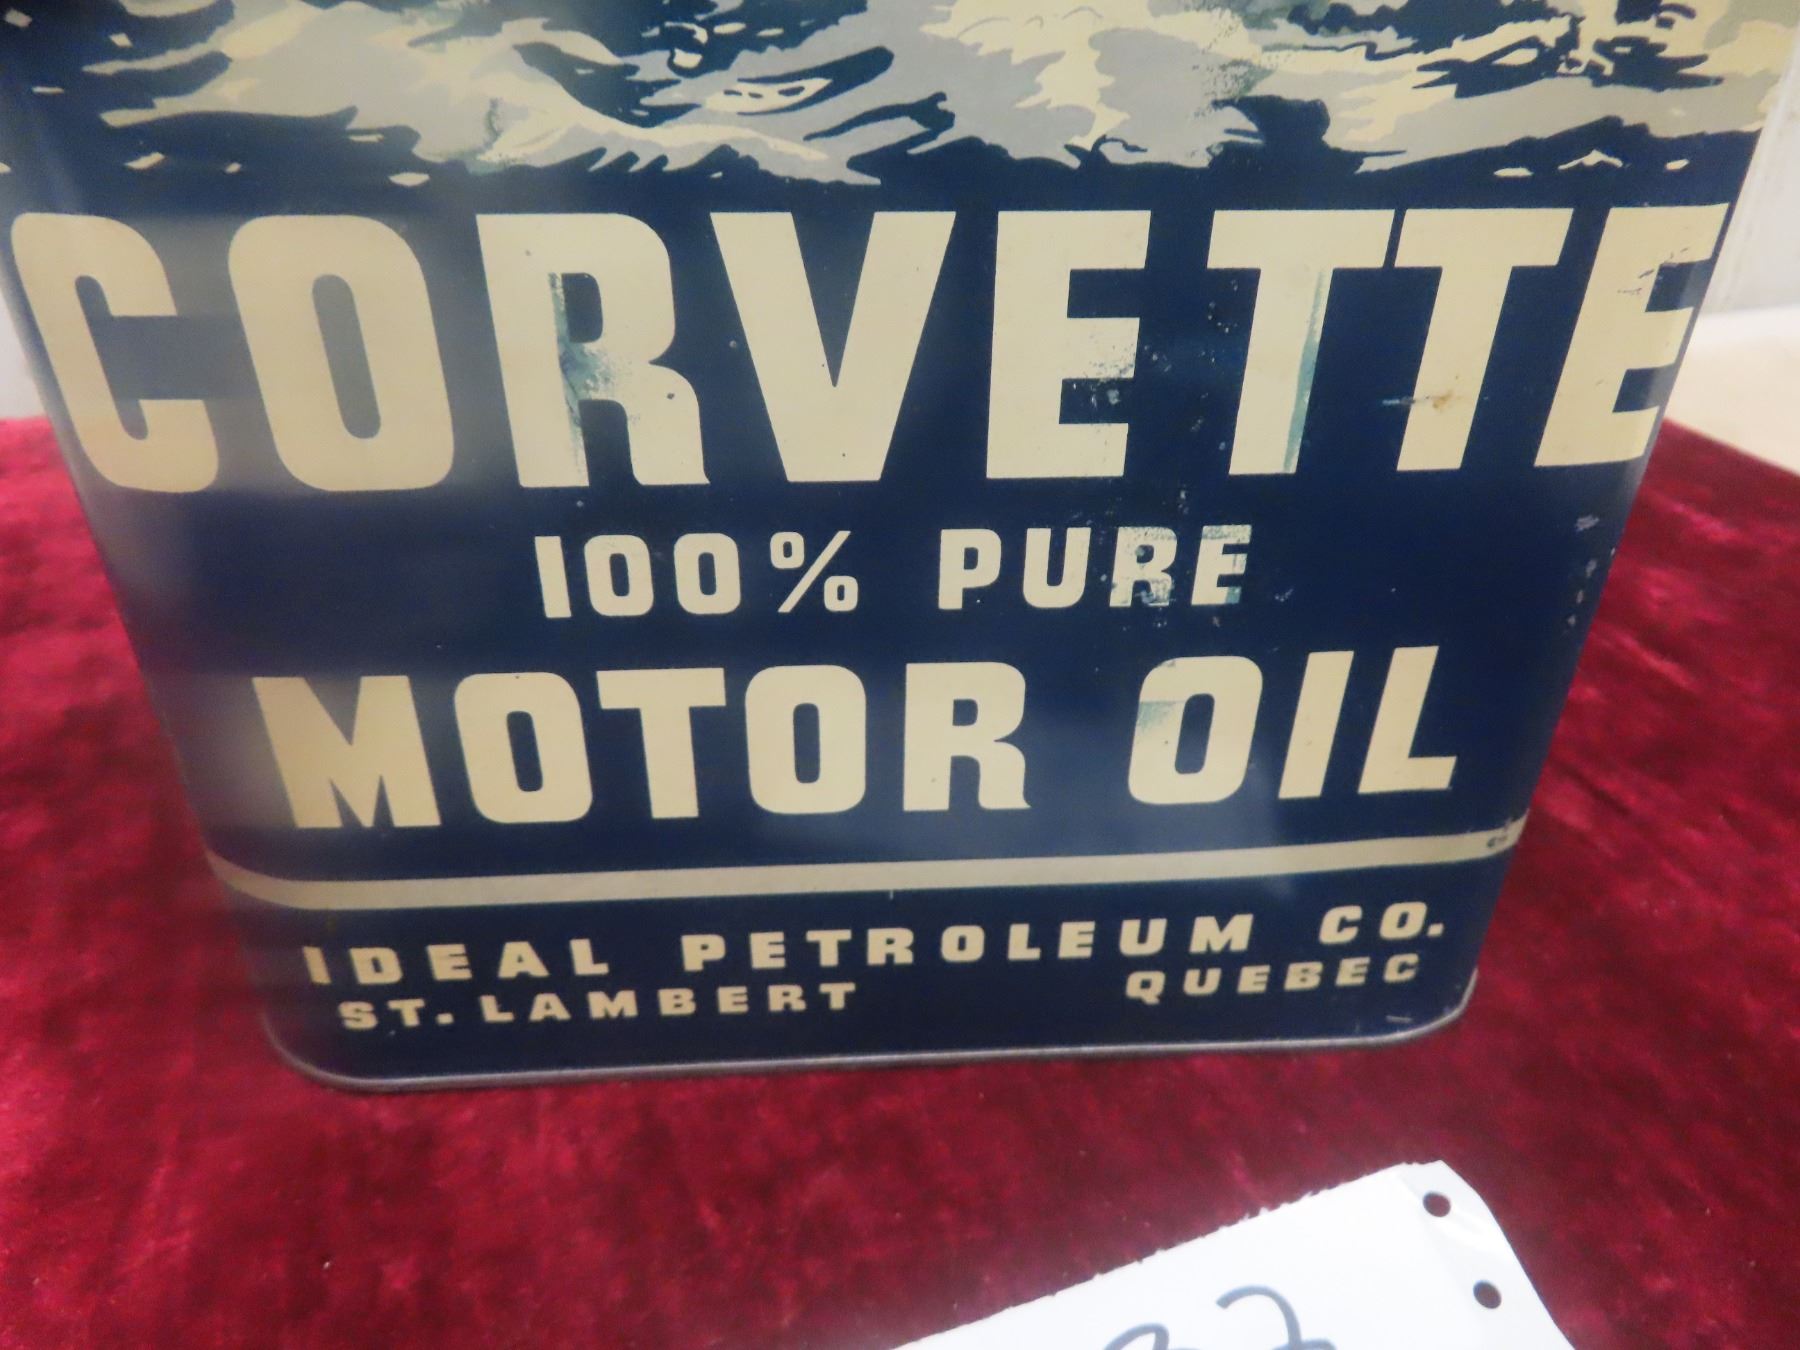 CORVETTE
100% PURE
MOTOR OIL
IDEAL PETROLEUM CO.
ST. LAMBERT QUEBEC